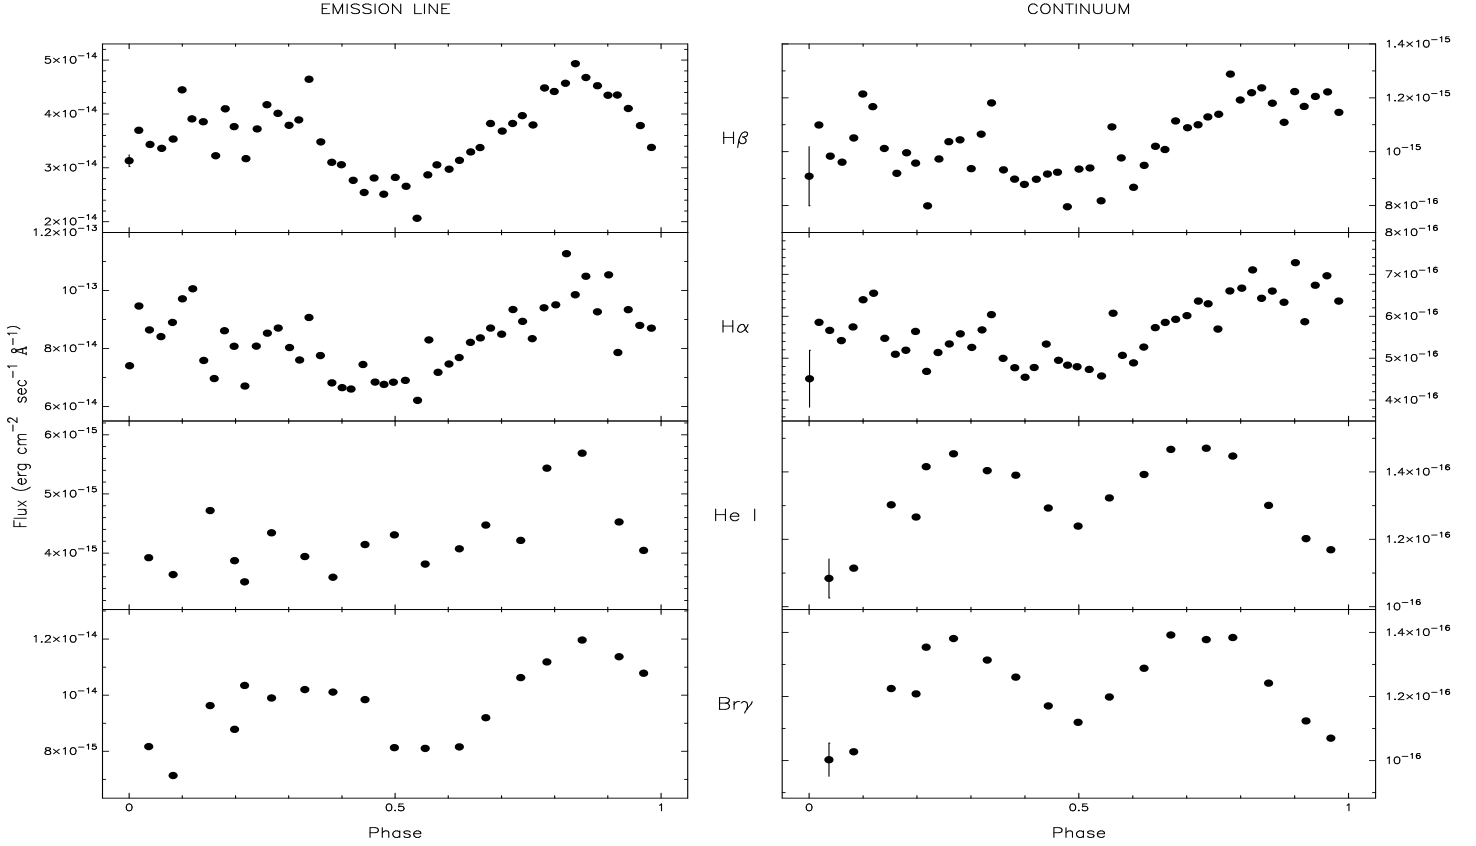 EMISSION LINE
CONTINUUM
5×10⁻¹⁴
4×10⁻¹⁴
3×10⁻¹⁴
2×10⁻¹⁴
Hβ
1.4×10⁻¹⁵
1.2×10⁻¹⁵
10⁻¹⁵
8×10⁻¹⁶
1.2×10⁻¹³
10⁻¹³
8×10⁻¹⁴
6×10⁻¹⁴
Hα
8×10⁻¹⁶
7×10⁻¹⁶
6×10⁻¹⁶
5×10⁻¹⁶
4×10⁻¹⁶
Flux (erg cm⁻² sec⁻¹ Å⁻¹)
6×10⁻¹⁵
5×10⁻¹⁵
4×10⁻¹⁵
He I
1.4×10⁻¹⁶
1.2×10⁻¹⁶
10⁻¹⁶
1.2×10⁻¹⁴
10⁻¹⁴
8×10⁻¹⁵
Brγ
1.4×10⁻¹⁶
1.2×10⁻¹⁶
10⁻¹⁶
0 0.5 1
0 0.5 1
Phase
Phase